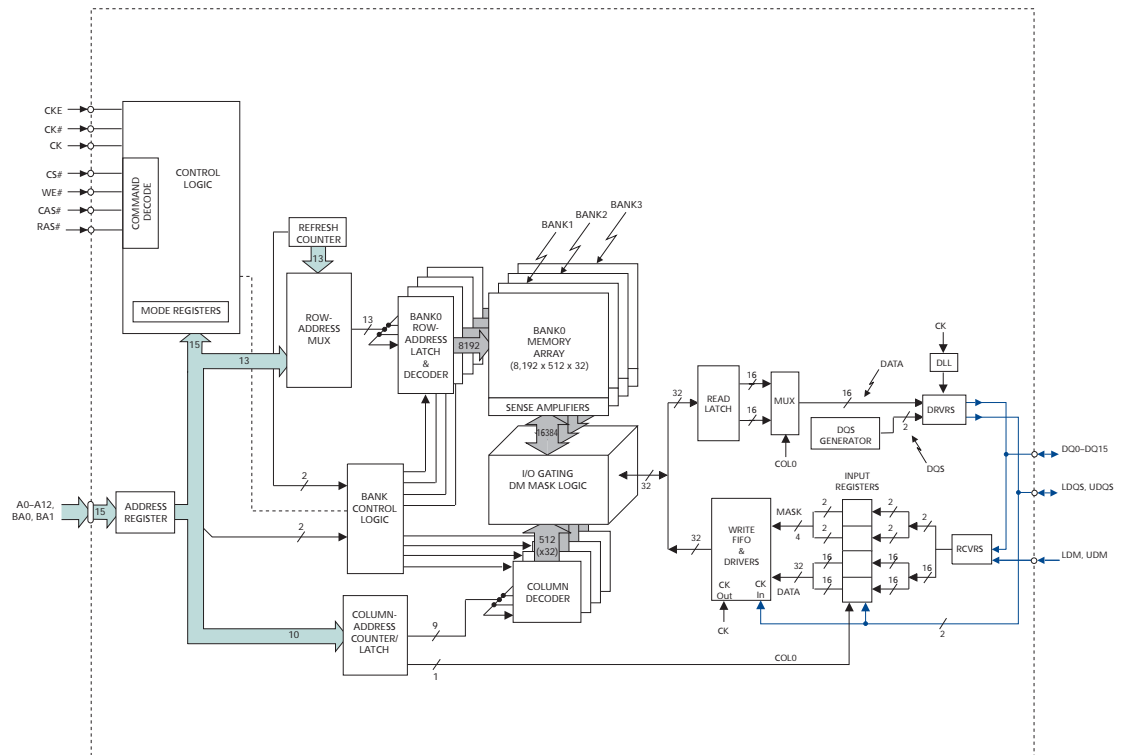 CKE
CK#
CK
CS#
WE#
CAS#
RAS#
COMMAND
DECODE
CONTROL
LOGIC
MODE REGISTERS
15
REFRESH
COUNTER
13
ROW-
ADDRESS
MUX
13
13
BANK0
ROW-
ADDRESS
LATCH
&
DECODER
8192
BANK3
BANK2
BANK1
BANK0
MEMORY
ARRAY
(8,192 x 512 x 32)
SENSE AMPLIFIERS
16384
I/O GATING
DM MASK LOGIC
32
2
2
BANK
CONTROL
LOGIC
A0–A12,
BA0, BA1
15
ADDRESS
REGISTER
512
(x32)
COLUMN
DECODER
10
COLUMN-
ADDRESS
COUNTER/
LATCH
9
1
COL0
32
READ
LATCH
16
16
MUX
COL0
16
DATA
DQS
GENERATOR
2
DQS
CK
DLL
DRVRS
DQ0–DQ15
LDQS, UDQS
LDM, UDM
32
WRITE
FIFO
&
DRIVERS
CK
Out
CK
In
CK
MASK
4
32
DATA
2
2
16
16
INPUT
REGISTERS
2
2
16
16
2
16
RCVRS
2